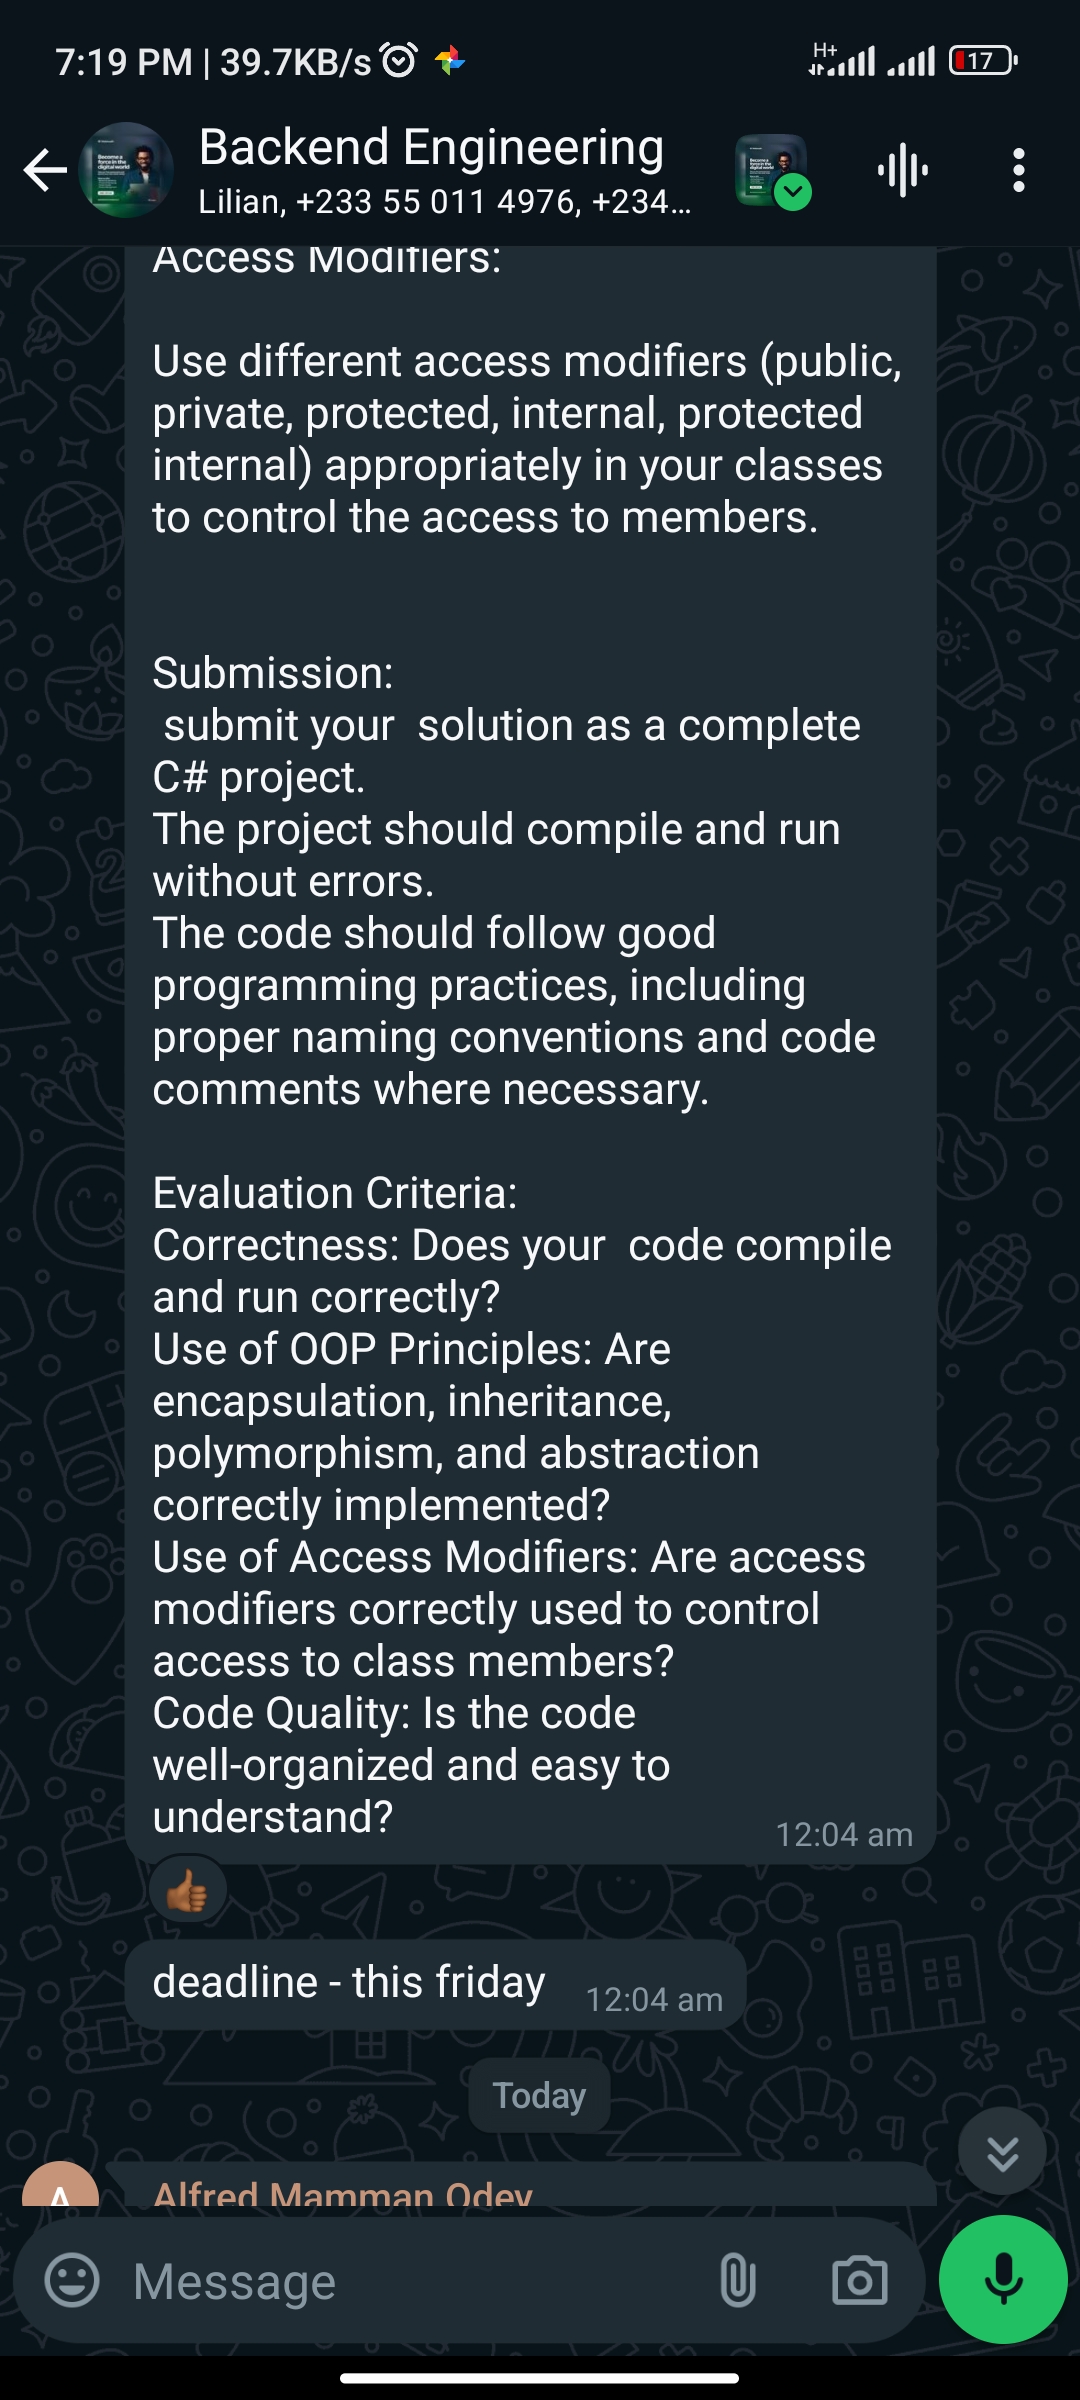 7:19 PM | 39.7KB/s
H+
17
Backend Engineering
Lilian, +233 55 011 4976, +234...
Access Modifiers:
Use different access modifiers (public,
private, protected, internal, protected
internal) appropriately in your classes
to control the access to members.
Submission:
submit your  solution as a complete
C# project.
The project should compile and run
without errors.
The code should follow good
programming practices, including
proper naming conventions and code
comments where necessary.
Evaluation Criteria:
Correctness: Does your  code compile
and run correctly?
Use of OOP Principles: Are
encapsulation, inheritance,
polymorphism, and abstraction
correctly implemented?
Use of Access Modifiers: Are access
modifiers correctly used to control
access to class members?
Code Quality: Is the code
well-organized and easy to
understand?
12:04 am
deadline - this friday
12:04 am
Today
A
Alfred Mamman Odey
Message